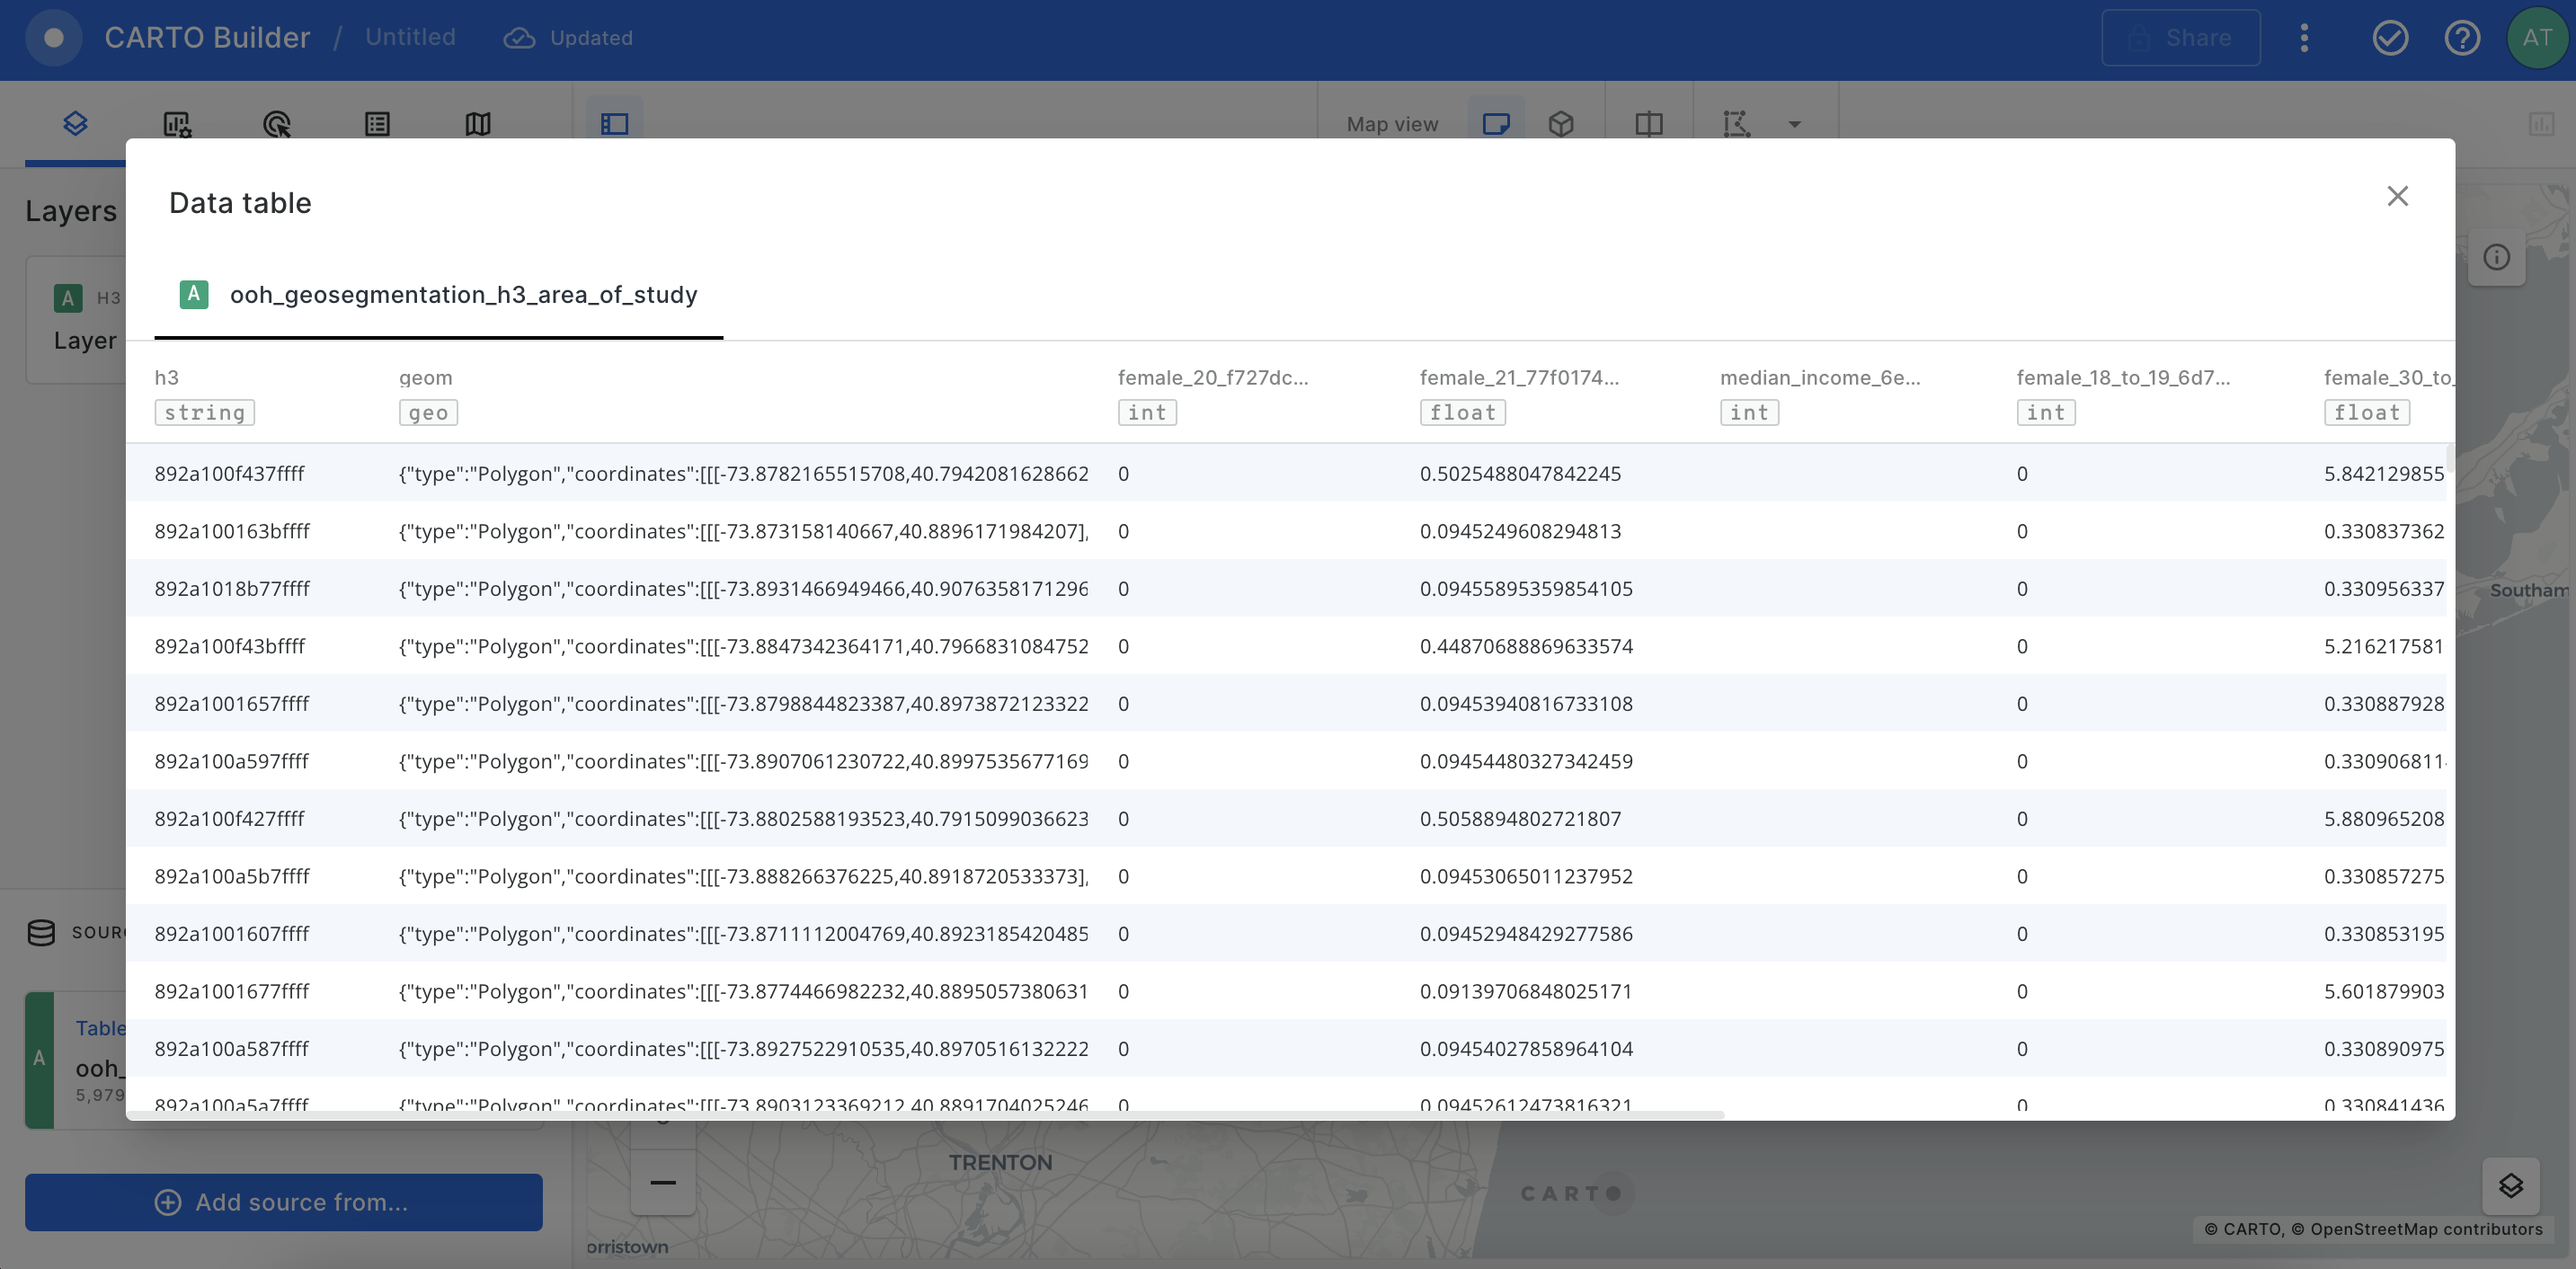 CARTO Builder / Untitled Updated Share AT
Map view
Layers
A H3
Layer
Data table
A ooh_geosegmentation_h3_area_of_study
h3 geom female_20_f727dc... female_21_77f0174... median_income_6e... female_18_to_19_6d7... female_30_to_
string geo int float int int float
892a100f437ffff {"type":"Polygon","coordinates":[[[-73.8782165515708,40.7942081628662 0 0.5025488047842245 0 5.842129855
892a100163bffff {"type":"Polygon","coordinates":[[[-73.873158140667,40.8896171984207], 0 0.0945249608294813 0 0.330837362
892a1018b77ffff {"type":"Polygon","coordinates":[[[-73.8931466949466,40.9076358171296 0 0.09455895359854105 0 0.330956337
892a100f43bffff {"type":"Polygon","coordinates":[[[-73.8847342364171,40.7966831084752 0 0.44870688869633574 0 5.216217581
892a1001657ffff {"type":"Polygon","coordinates":[[[-73.8798844823387,40.8973872123322 0 0.09453940816733108 0 0.330887928
892a100a597ffff {"type":"Polygon","coordinates":[[[-73.8907061230722,40.8997535677169 0 0.09454480327342459 0 0.330906811
892a100f427ffff {"type":"Polygon","coordinates":[[[-73.8802588193523,40.7915099036623 0 0.5058894802721807 0 5.880965208
892a100a5b7ffff {"type":"Polygon","coordinates":[[[-73.888266376225,40.8918720533373], 0 0.09453065011237952 0 0.330857275
892a1001607ffff {"type":"Polygon","coordinates":[[[-73.8711112004769,40.8923185420485 0 0.09452948429277586 0 0.330853195
892a1001677ffff {"type":"Polygon","coordinates":[[[-73.8774466982232,40.8895057380631 0 0.09139706848025171 0 5.601879903
892a100a587ffff {"type":"Polygon","coordinates":[[[-73.8927522910535,40.8970516132222 0 0.09454027858964104 0 0.330890975
892a100a5a7ffff {"type":"Polygon","coordinates":[[[-73.8903123369212,40.8891704025246 0 0.09452612473816321 0 0.330841436
SOUR
A
Table
ooh_
5,979
Add source from...
Southam
TRENTON
orristown
CARTO
© CARTO, © OpenStreetMap contributors